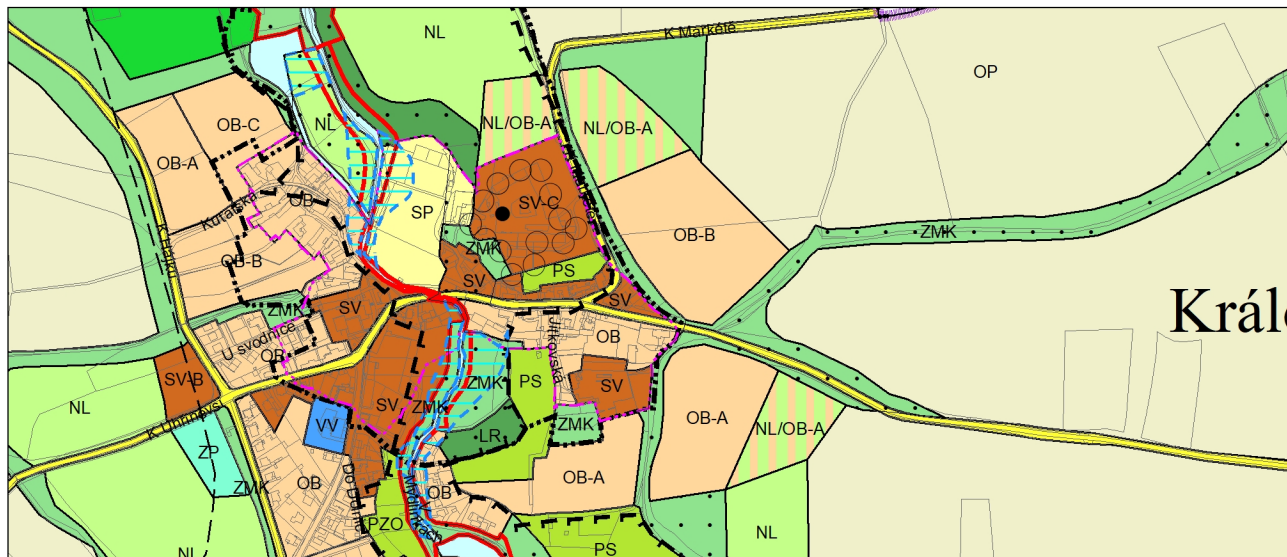 NL
K Markétě
OP
OB-C
NL
NL/OB-A
NL/OB-A
OB-A
Kuťatská
OB
SP
SV-C
OB-B
ZMK
K Hájku
OB-B
ZMK
PS
SV
SV
Králo
ZMK
SV
U svodnice
OB
Jiříkovská
OB
SV-B
ZMK
PS
SV
NL
SV
ZMK
ZMK
OB-A
NL/OB-A
VV
LR
ZP
ZMK
OB
OB
OB-A
PZO
NL
NL
PS